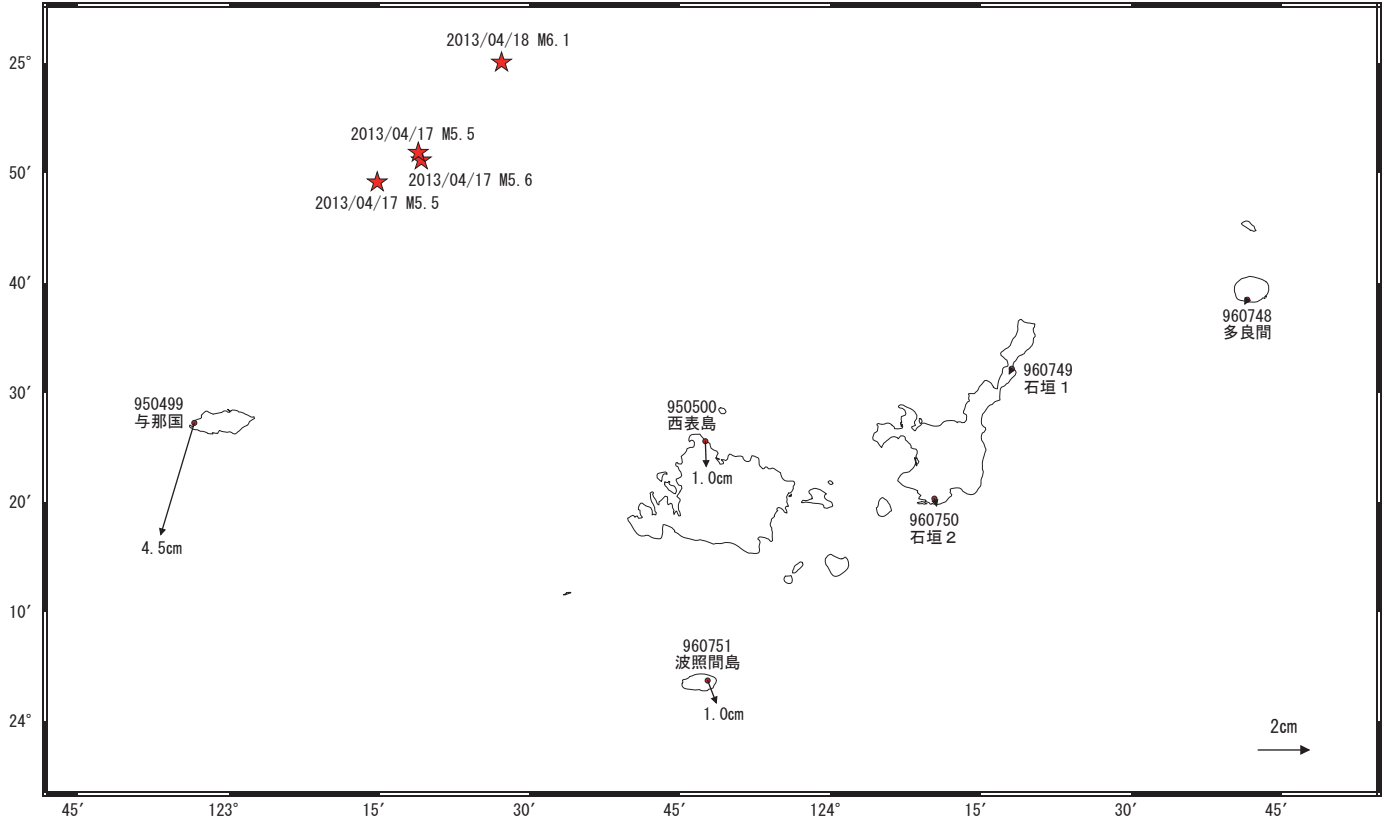 2013/04/18 M6.1
25°
2013/04/17 M5.5
50′
2013/04/17 M5.6
2013/04/17 M5.5
40′
960748
多良間
960749
石垣１
30′
950499
与那国
950500
西表島
1.0cm
20′
960750
石垣２
4.5cm
10′
960751
波照間島
1.0cm
24°
2cm
45′ 123° 15′ 30′ 45′ 124° 15′ 30′ 45′